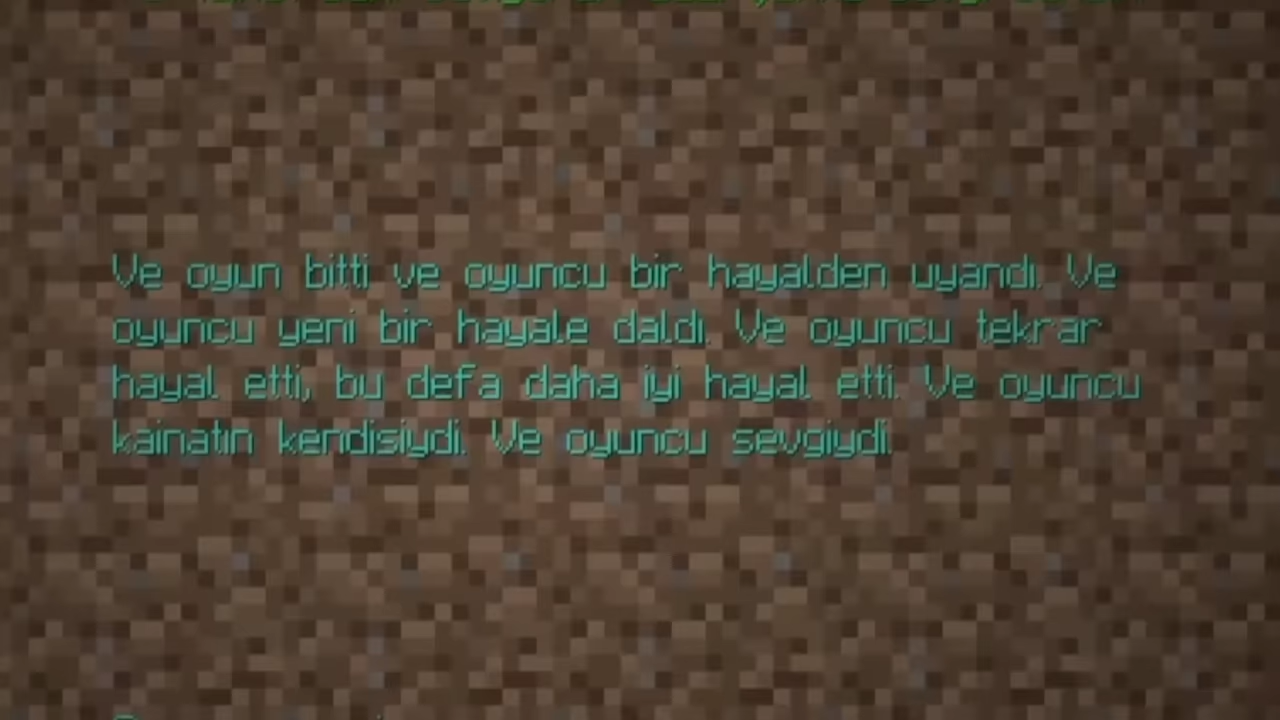 Ve oyun bitti ve oyuncu bir hayalden uyandı. Ve
oyuncu yeni bir hayale daldı. Ve oyuncu tekrar
hayal etti, bu defa daha iyi hayal etti. Ve oyuncu
kainatın kendisiydi. Ve oyuncu sevgiydi.